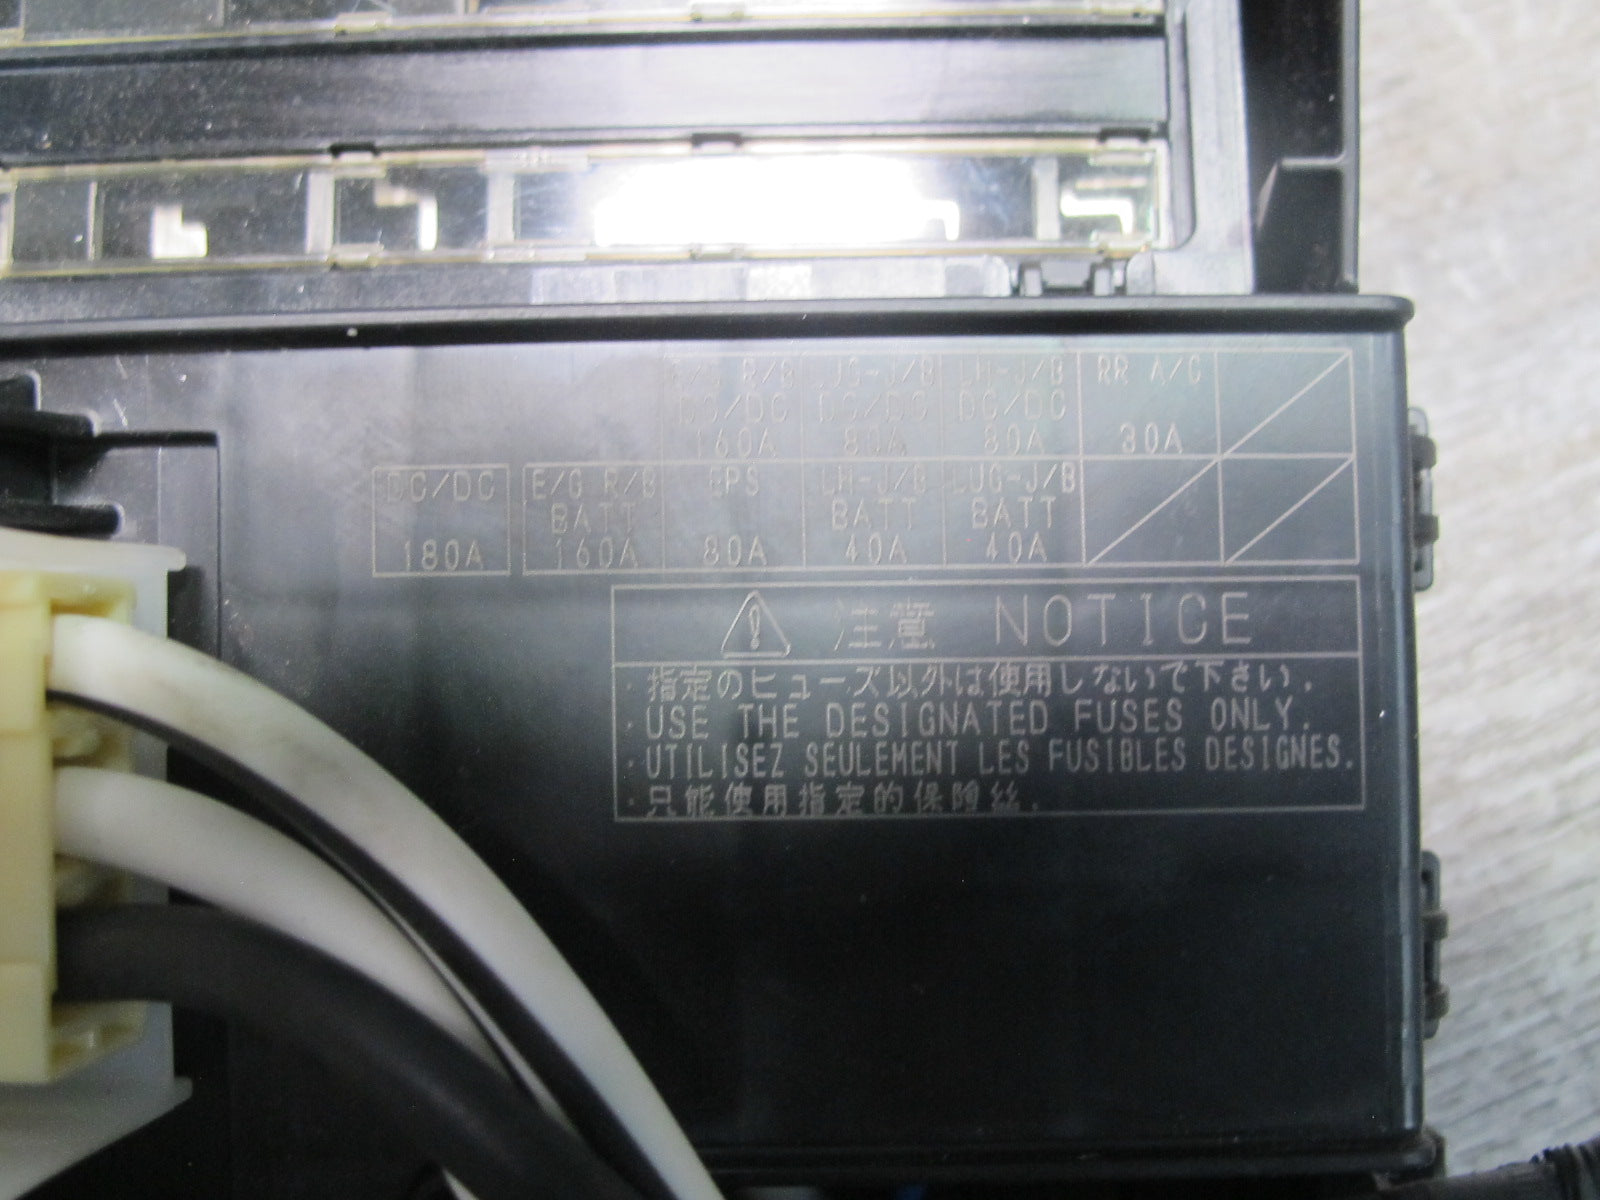 E/G R/B LUG-J/B LH-J/B RR A/C
DC/DC DC/DC DC/DC
160A 80A 80A 30A
DC/DC E/G R/B EPS LH-J/B LUG-J/B
BATT BATT BATT
180A 160A 80A 40A 40A
注意 NOTICE
・指定のヒューズ以外は使用しないで下さい.
・USE THE DESIGNATED FUSES ONLY.
・UTILISEZ SEULEMENT LES FUSIBLES DESIGNES.
・只能使用指定的保險絲.